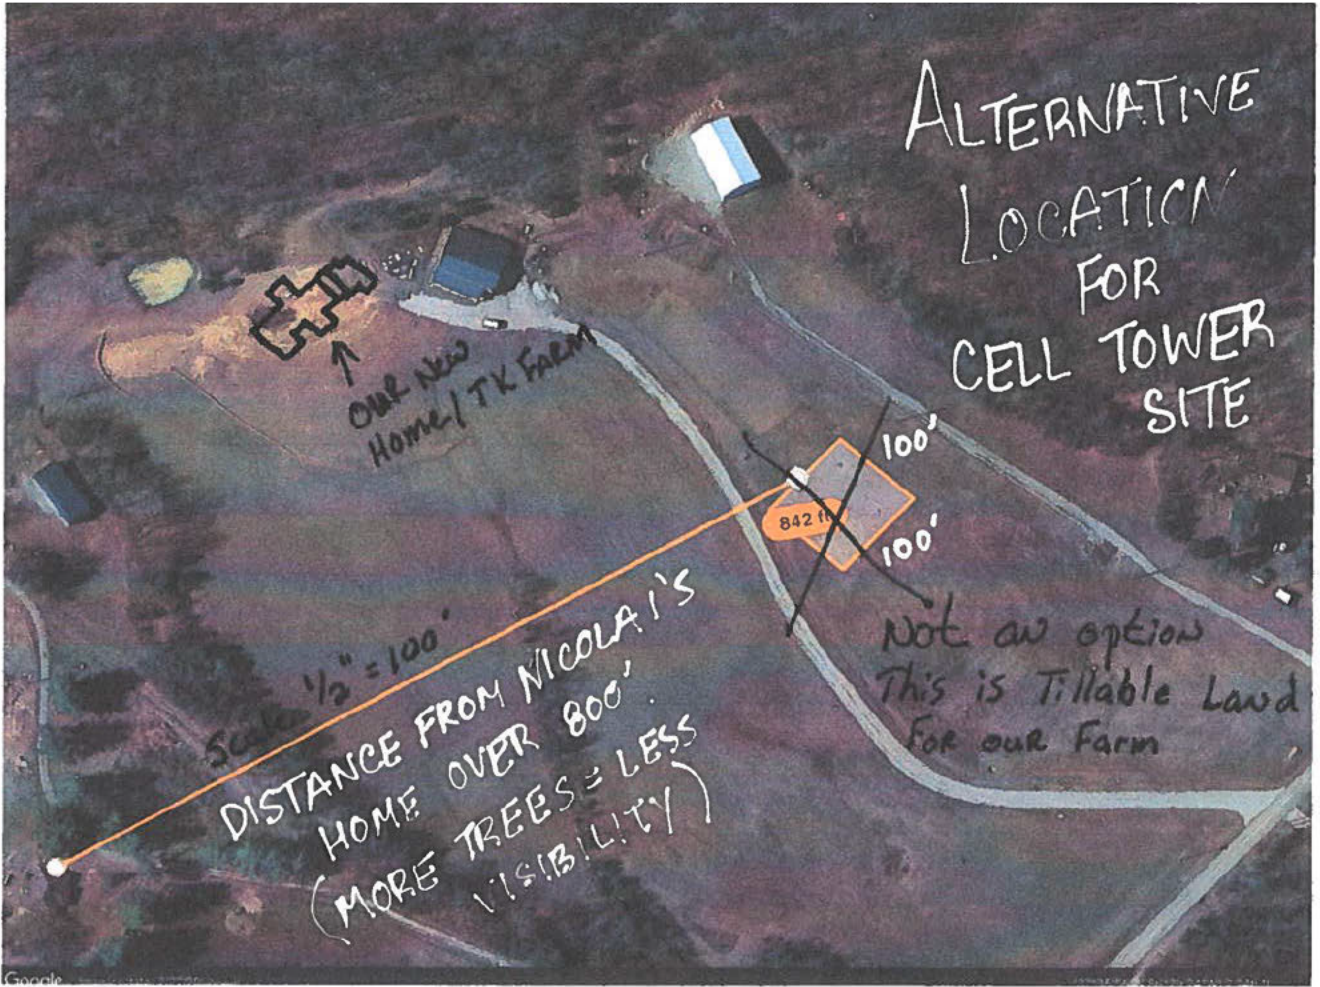 ALTERNATIVE
LOCATION
FOR
CELL TOWER
SITE
OUR NEW
Home / TK FARM
100'
842 ft
100'
Not an option
This is Tillable Land
For our Farm
Scale 1/2" = 100'
DISTANCE FROM NICOLAI'S
HOME OVER 800'.
(MORE TREES = LESS
VISIBILITY)
Google